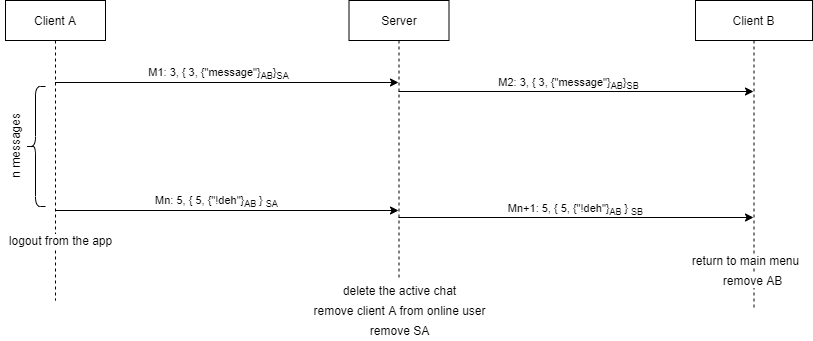 Client A
Server
Client B
M1: 3, { 3, {"message"}AB}SA
M2: 3, { 3, {"message"}AB}SB
n messages
Mn: 5, { 5, {"!deh"}AB } SA
Mn+1: 5, { 5, {"!deh"}AB } SB
logout from the app
return to main menu
remove AB
delete the active chat
remove client A from online user
remove SA